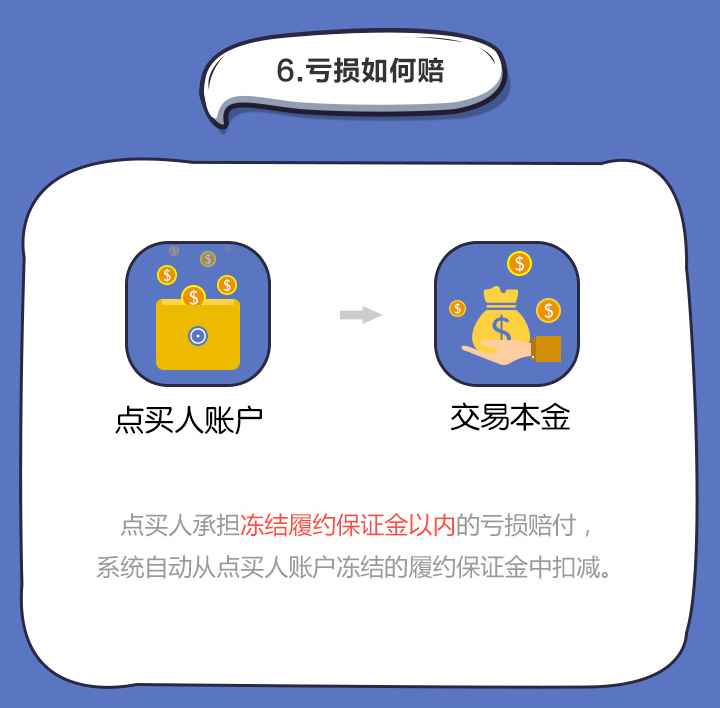 6.亏损如何赔
点买人账户
交易本金
点买人承担冻结履约保证金以内的亏损赔付，
系统自动从点买人账户冻结的履约保证金中扣减。